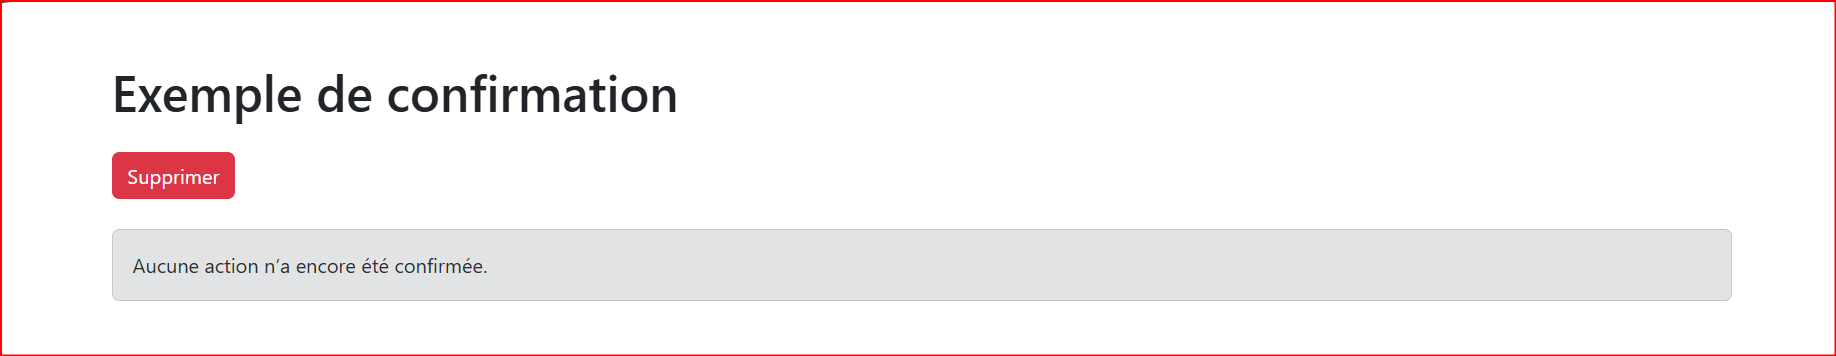 Exemple de confirmation
Supprimer
Aucune action n’a encore été confirmée.